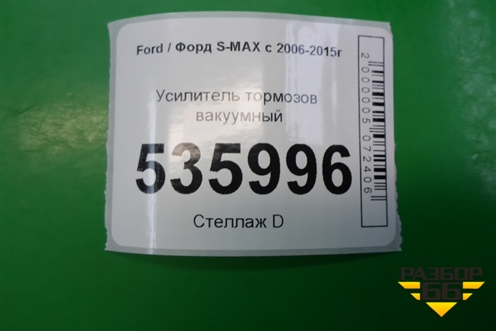 Ford / Форд S-MAX с 2006-2015г
Усилитель тормозов
вакуумный
535996
Стеллаж D
2000005072406
РАЗБОР
66